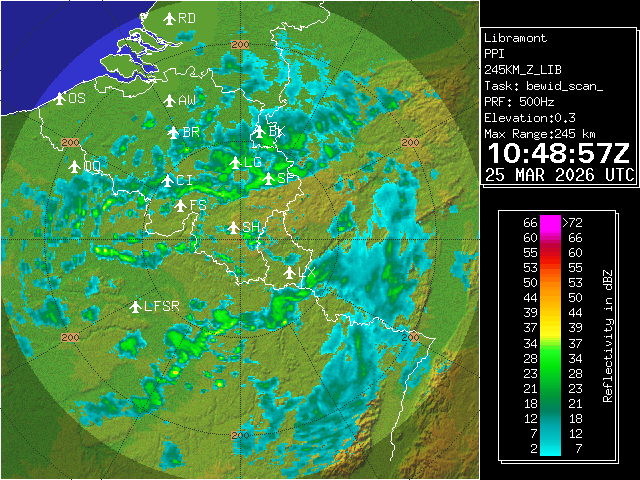 RD
OS
AW
BR
BK
DO
LG
CI
SP
FS
SH
LX
LFSR
200
200
200
200
200
200
Libramont
PPI
245KM_Z_LIB
Task: bewid_scan_
PRF: 500Hz
Elevation:0.3
Max Range:245 km
10:48:57Z
25 MAR 2026 UTC
66 >72
60 66
55 60
53 55
50 53
44 50
39 44
37 39
34 37
28 34
23 28
21 23
18 21
12 18
7 12
2 7
Reflectivity in dBZ